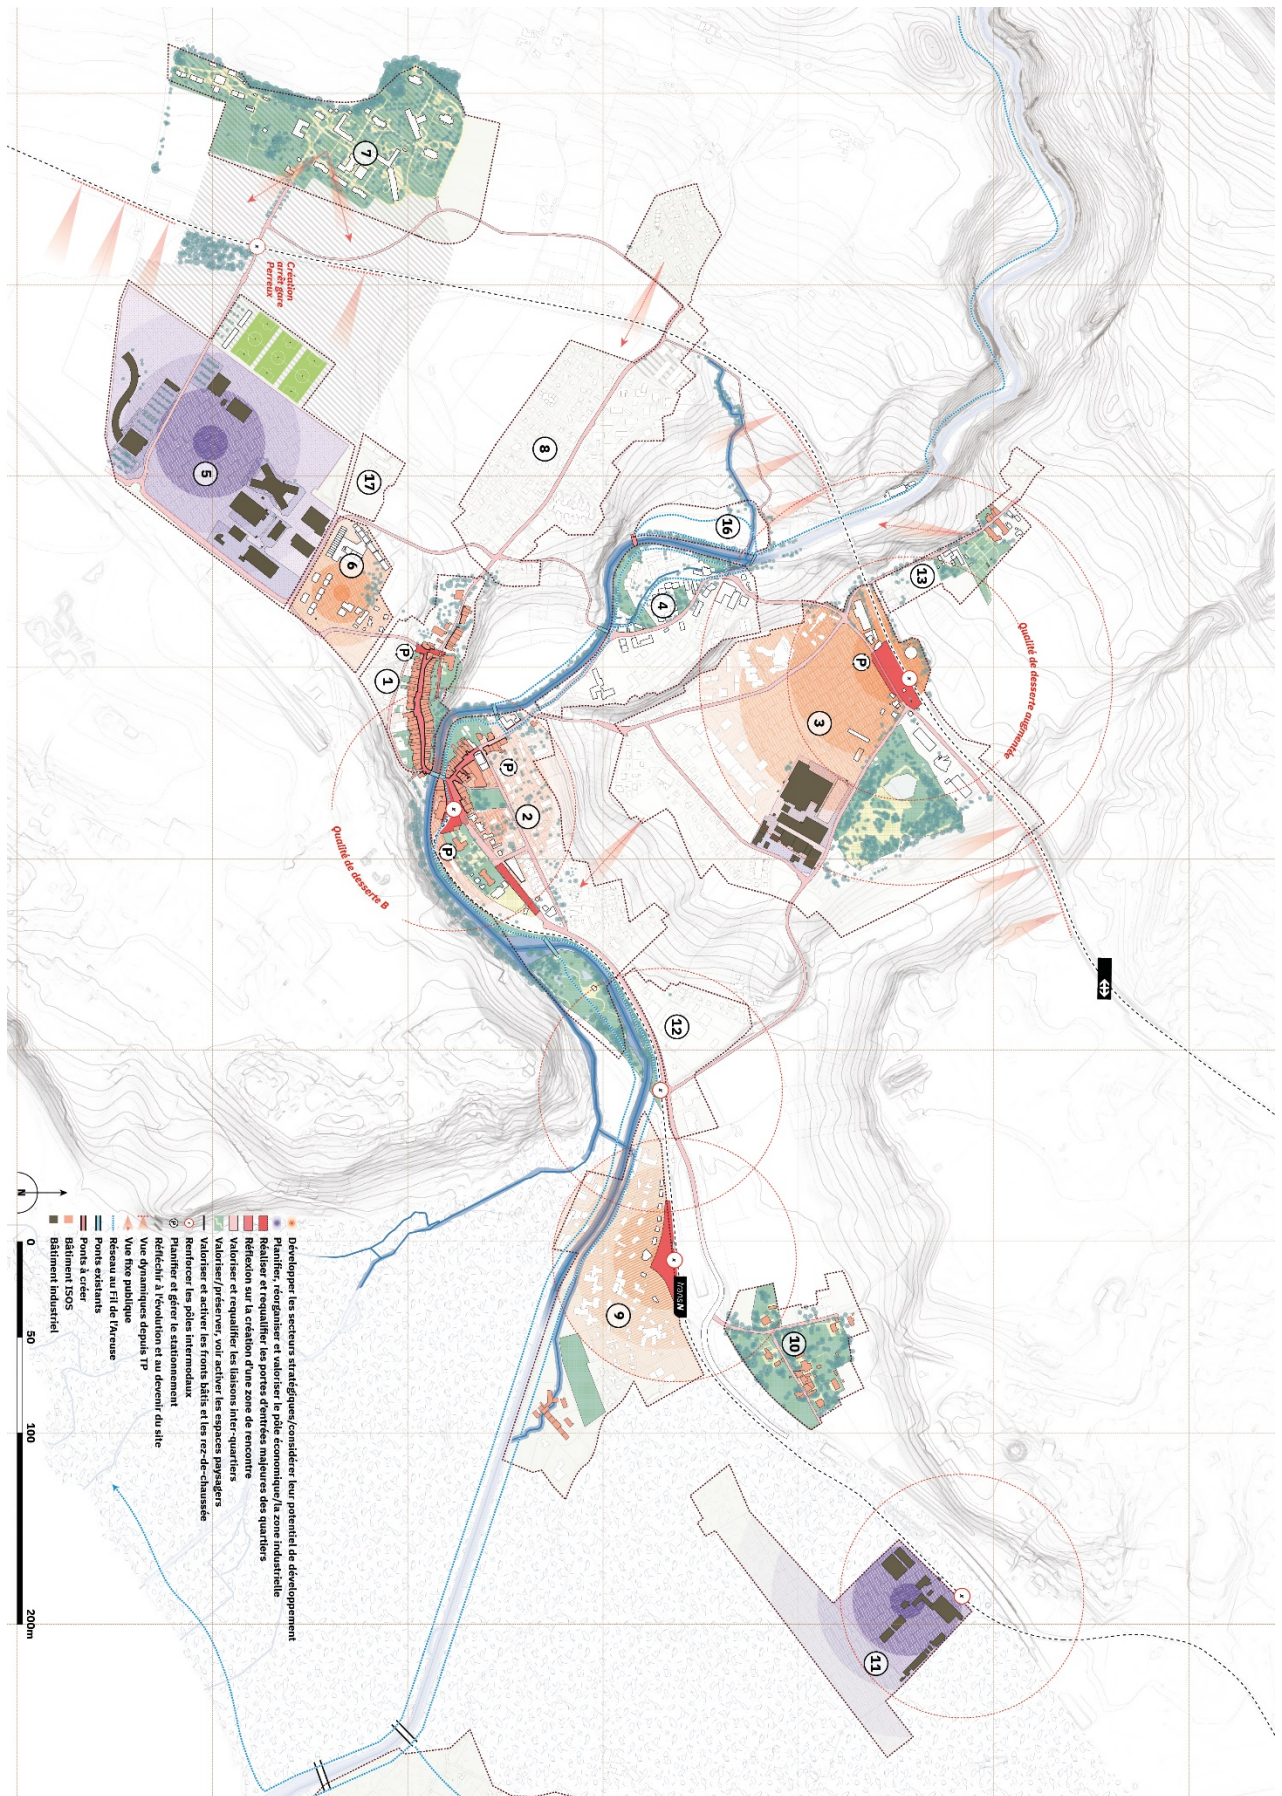 7
Création
arrêt gare
Perreux
8
5
17
16
6
4
13
Qualité de desserte augmentée
P
1
P
3
P
2
P
Qualité de desserte B
12
9
transN
10
11
N
0
50
100
200m
Développer les secteurs stratégiques/considérer leur potentiel de développement
Planifier, réorganiser et valoriser le pôle économique/la zone industrielle
Réaliser et requalifier les portes d'entrées majeures des quartiers
Réflexion sur la création d'une zone de rencontre
Valoriser et requalifier les liaisons inter-quartiers
Valoriser/préserver, voir activer les espaces paysagers
Valoriser et activer les fronts bâtis et les rez-de-chaussée
Renforcer les pôles intermodaux
Planifier et gérer le stationnement
Réfléchir à l'évolution et au devenir du site
Vue dynamiques depuis TP
Vue fixe publique
Réseau au Fil de l'Areuse
Ponts existants
Ponts à créer
Bâtiment ISOS
Bâtiment industriel